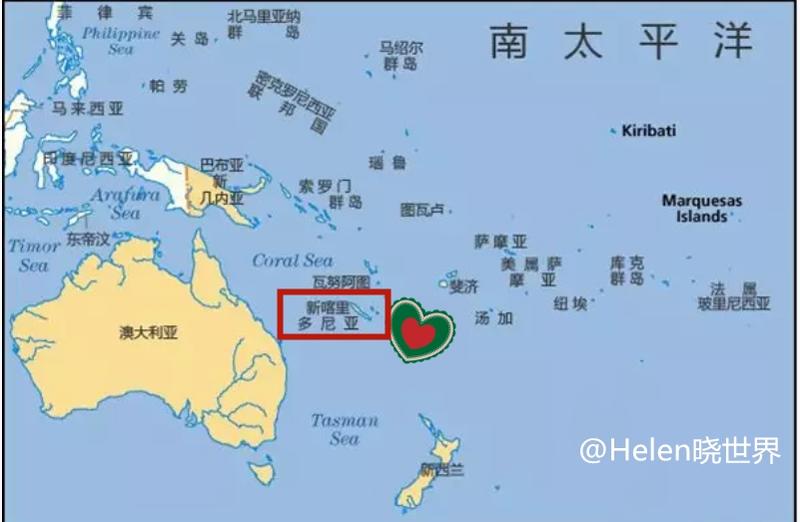 菲律宾
Philippine
Sea
关岛
北马里亚纳
群岛
马绍尔
群岛
南太平洋
帕劳
密克罗尼西亚
联邦国
马来西亚
Kiribati
印度尼西亚
巴布亚
新
几内亚
瑙鲁
索罗门
群岛
Arafura
Sea
图瓦卢
Marquesas
Islands
东帝汶
Timor
Sea
Coral Sea
萨摩亚
美属萨
摩亚
库克
群岛
瓦努阿图
斐济
纽埃
法属
玻里尼西亚
新喀里
多尼亚
汤加
澳大利亚
Tasman
Sea
新西兰
@Helen晓世界